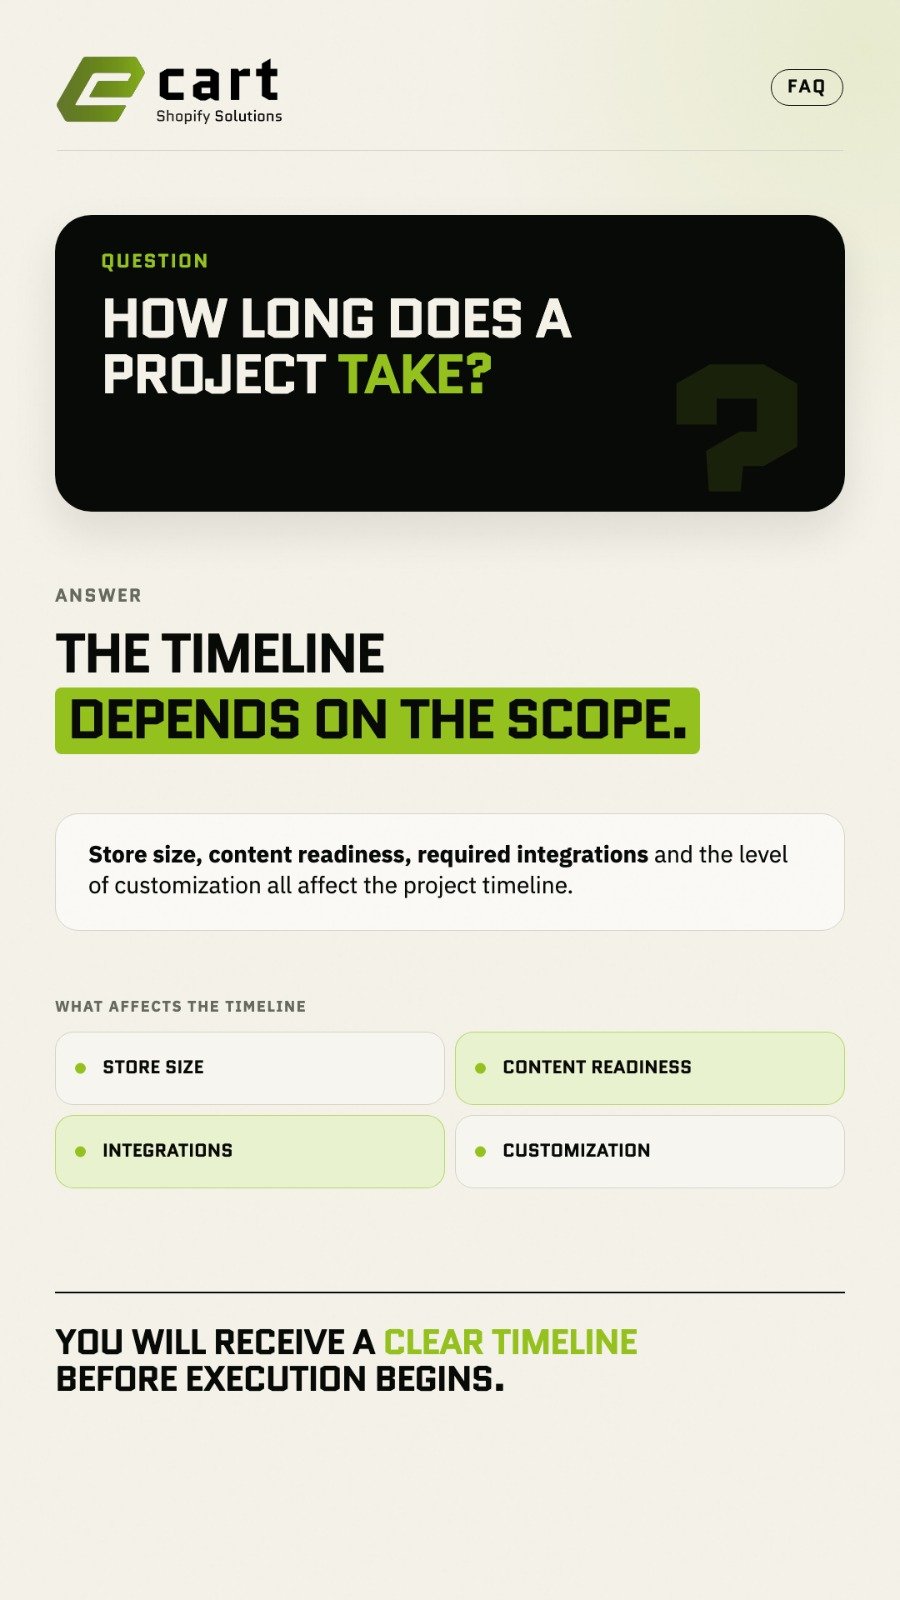 cart
Shopify Solutions
FAQ
QUESTION
HOW LONG DOES A
PROJECT TAKE?
?
ANSWER
THE TIMELINE
DEPENDS ON THE SCOPE.
Store size, content readiness, required integrations and the level
of customization all affect the project timeline.
WHAT AFFECTS THE TIMELINE
STORE SIZE
CONTENT READINESS
INTEGRATIONS
CUSTOMIZATION
YOU WILL RECEIVE A CLEAR TIMELINE
BEFORE EXECUTION BEGINS.